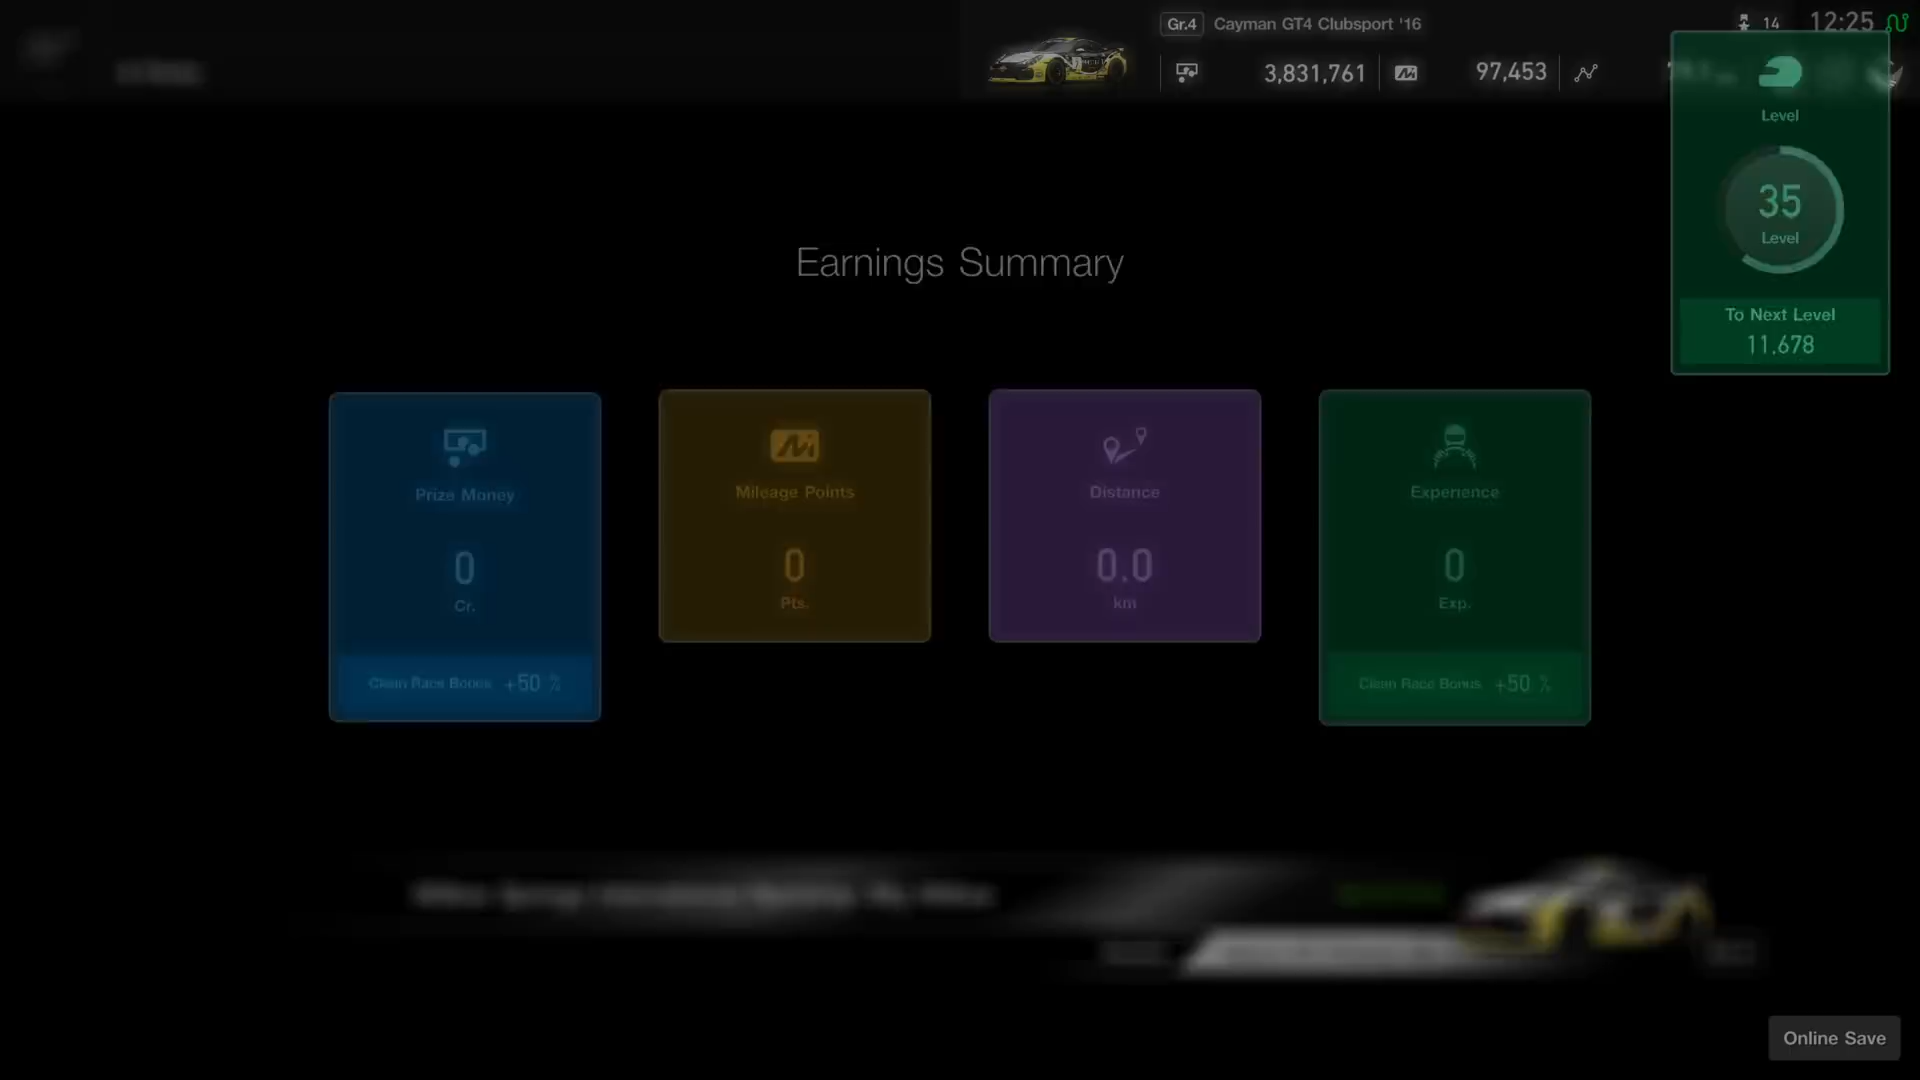 Gr.4 Cayman GT4 Clubsport '16
14 12:25
3,831,761 97,453
Level
35
Level
To Next Level
11,678
Earnings Summary
Prize Money
0
Cr.
Clean Race Bonus +50 %
Mileage Points
0
Pts.
Distance
0.0
km
Experience
0
Exp.
Clean Race Bonus +50 %
Online Save